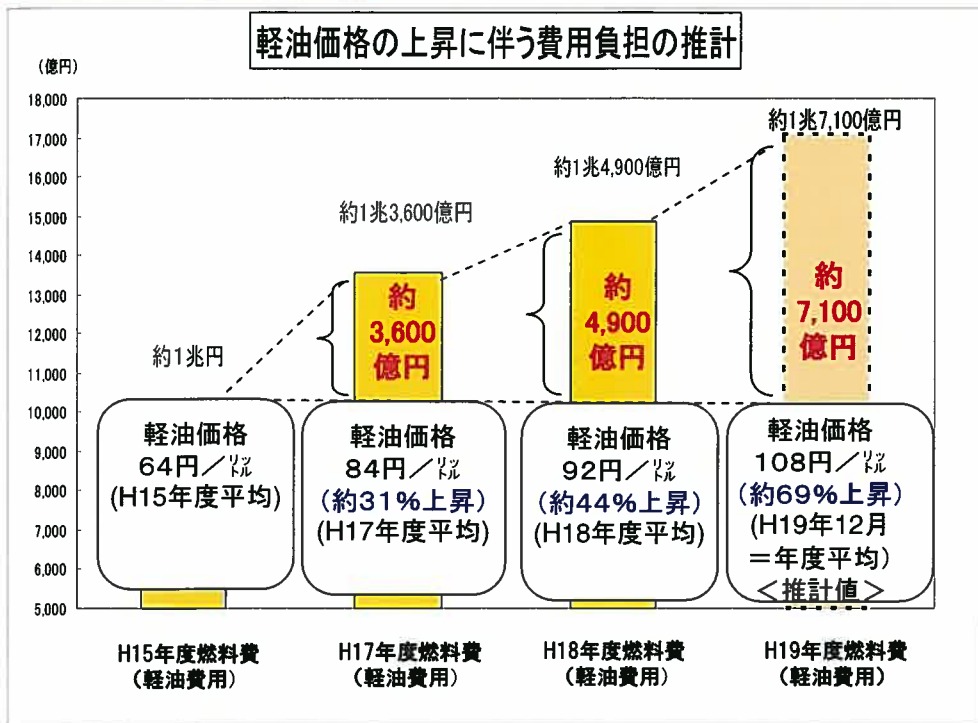 軽油価格の上昇に伴う費用負担の推計
(億円)
18,000
17,000
16,000
15,000
14,000
13,000
12,000
11,000
10,000
9,000
8,000
7,000
6,000
5,000
約1兆円
約1兆3,600億円
約1兆4,900億円
約1兆7,100億円
約
3,600
億円
約
4,900
億円
約
7,100
億円
軽油価格
64円／㍑
(H15年度平均)
軽油価格
84円／㍑
(約31%上昇)
(H17年度平均)
軽油価格
92円／㍑
(約44%上昇)
(H18年度平均)
軽油価格
108円／㍑
(約69%上昇)
(H19年12月
＝年度平均)
＜推計値＞
H15年度燃料費
(軽油費用)
H17年度燃料費
(軽油費用)
H18年度燃料費
(軽油費用)
H19年度燃料費
(軽油費用)